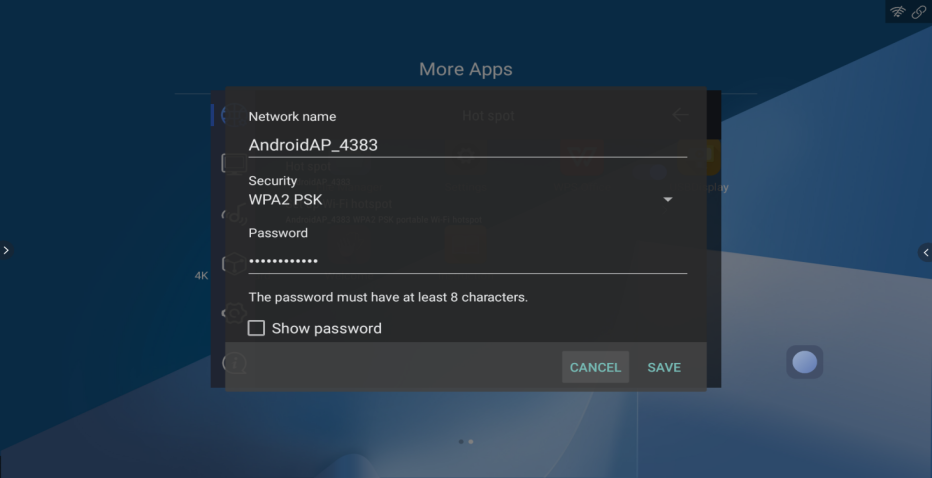 More Apps
Hot spot
Network name
AndroidAP_4383
Security
WPA2 PSK
Password
••••••••••••
The password must have at least 8 characters.
Show password
4K
CANCEL
SAVE